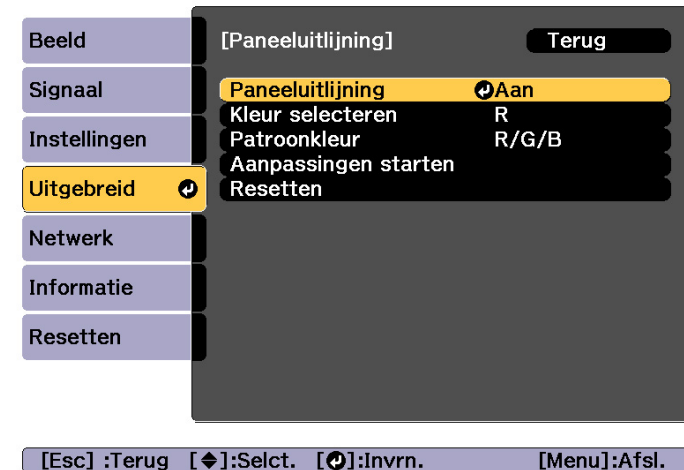 Beeld
Signaal
Instellingen
Uitgebreid
Netwerk
Informatie
Resetten
[Paneeluitlijning] Terug
Paneeluitlijning Aan
Kleur selecteren R
Patroonkleur R/G/B
Aanpassingen starten
Resetten
[Esc] :Terug [◆]:Selct. [↵]:Invrn. [Menu]:Afsl.